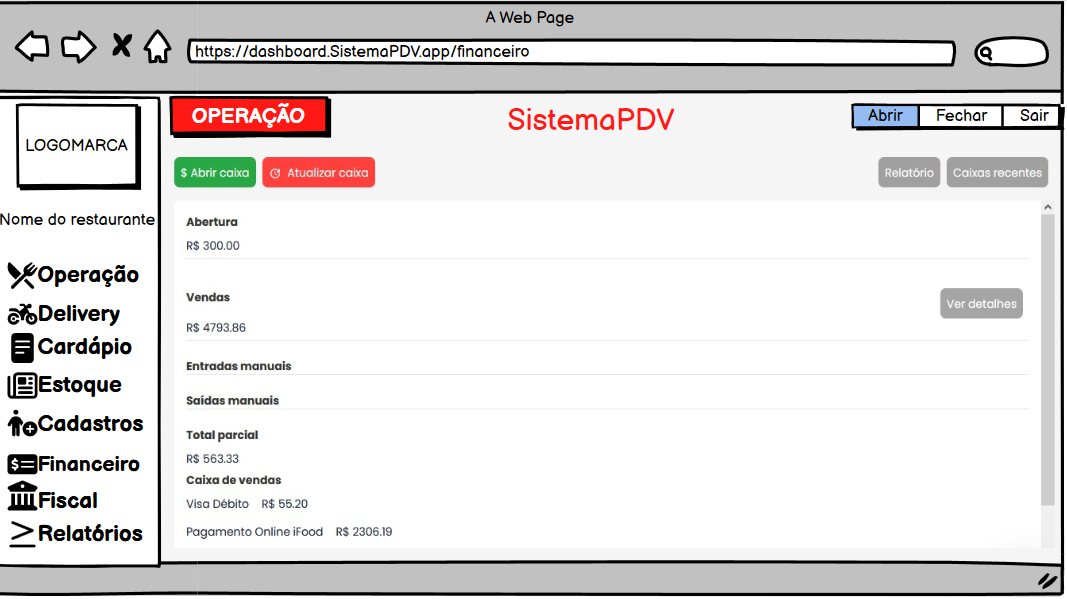 A Web Page
https://dashboard.SistemaPDV.app/financeiro
LOGOMARCA
Nome do restaurante
Operação
Delivery
Cardápio
Estoque
Cadastros
Financeiro
Fiscal
Relatórios
OPERAÇÃO
SistemaPDV
Abrir Fechar Sair
$ Abrir caixa Atualizar caixa Relatório Caixas recentes
Abertura
R$ 300.00
Vendas
Ver detalhes
R$ 4793.86
Entradas manuais
Saídas manuais
Total parcial
R$ 563.33
Caixa de vendas
Visa Débito R$ 55.20
Pagamento Online iFood R$ 2306.19